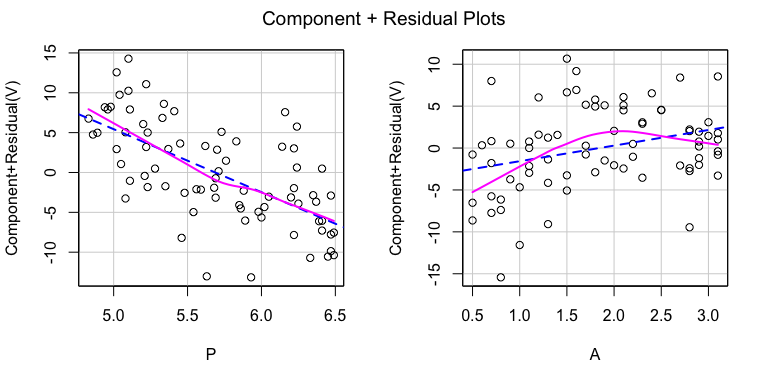 Component + Residual Plots
Component+Residual(V)
15
10
5
0
-5
-10
5.0 5.5 6.0 6.5
P
Component+Residual(V)
10
5
0
-5
-10
-15
0.5 1.0 1.5 2.0 2.5 3.0
A